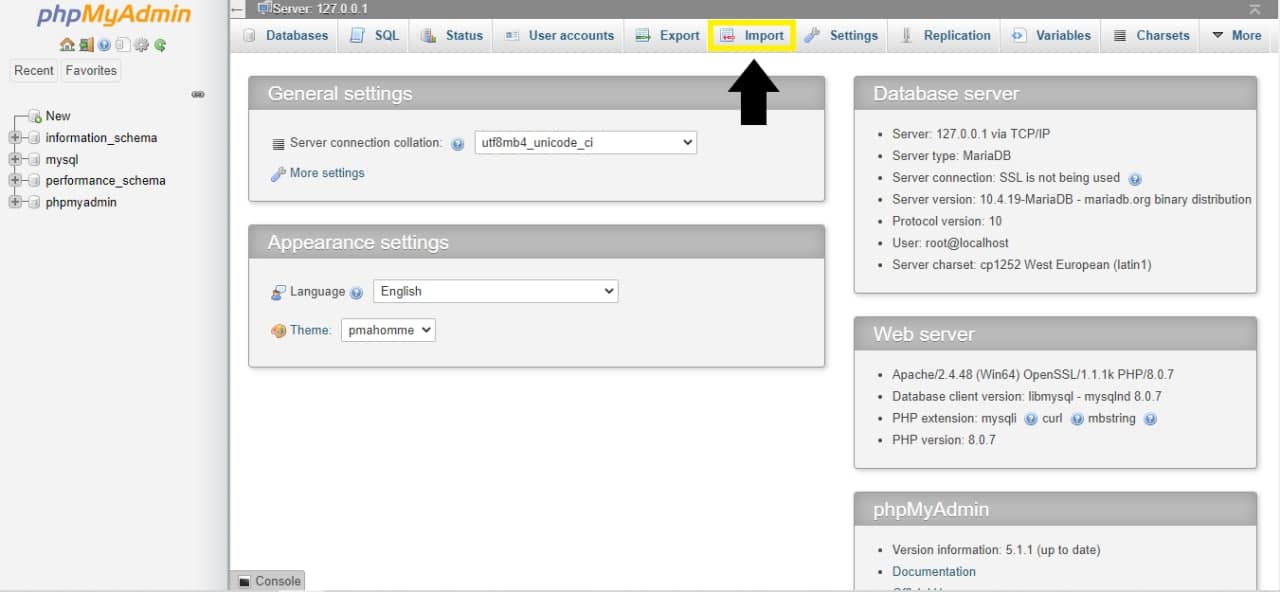 phpMyAdmin
Recent Favorites
New
information_schema
mysql
performance_schema
phpmyadmin
Server: 127.0.0.1
Databases SQL Status User accounts Export Import Settings Replication Variables Charsets More
General settings
Server connection collation: utf8mb4_unicode_ci
More settings
Appearance settings
Language English
Theme: pmahomme
Database server
Server: 127.0.0.1 via TCP/IP
Server type: MariaDB
Server connection: SSL is not being used
Server version: 10.4.19-MariaDB - mariadb.org binary distribution
Protocol version: 10
User: root@localhost
Server charset: cp1252 West European (latin1)
Web server
Apache/2.4.48 (Win64) OpenSSL/1.1.1k PHP/8.0.7
Database client version: libmysql - mysqlnd 8.0.7
PHP extension: mysqli curl mbstring
PHP version: 8.0.7
phpMyAdmin
Version information: 5.1.1 (up to date)
Documentation
Console